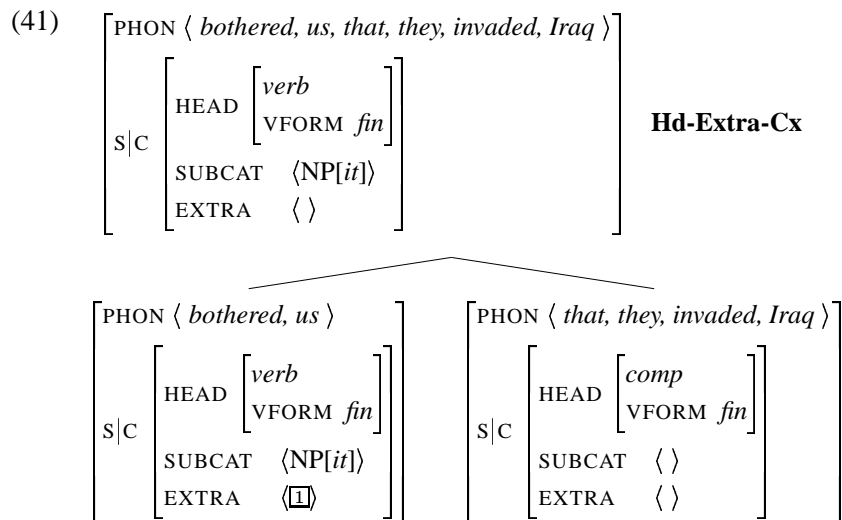 (41)
PHON ⟨ bothered, us, that, they, invaded, Iraq ⟩
verb
HEAD
VFORM fin
Hd-Extra-Cx
S|C
SUBCAT ⟨NP[it]⟩
EXTRA ⟨ ⟩
PHON ⟨ bothered, us ⟩ PHON ⟨ that, they, invaded, Iraq ⟩
verb comp
HEAD HEAD
VFORM fin VFORM fin
S|C S|C
SUBCAT ⟨NP[it]⟩ SUBCAT ⟨ ⟩
EXTRA ⟨1⟩ EXTRA ⟨ ⟩